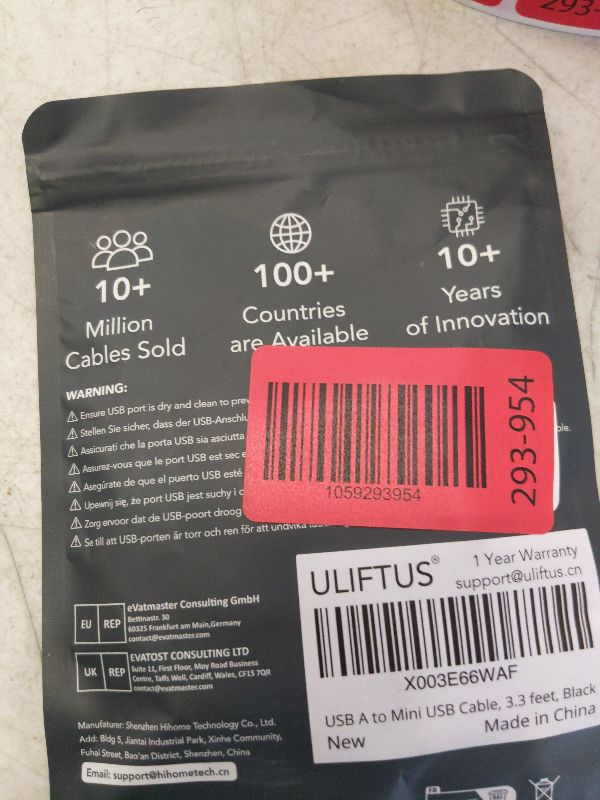 293-
10+
Million
Cables Sold
100+
Countries
are Available
10+
Years
of Innovation
WARNING:
Ensure USB port is dry and clean to
Stellen Sie sicher, dass der
Assicurati che la porta USB sia asciutta
Assurez-vous que le port USB est sec
Asegúrate de que el puerto USB esté
Upewnij się, że port USB jest suchy i
Zorg ervoor dat de USB-poort droog
Se till att USB-porten är torr och ren för att undvika
1059293954
293-954
ULIFTUS®
1 Year Warranty
support@uliftus.cn
X003E66WAF
USB A to Mini USB Cable, 3.3 feet, Black
New
Made in China
EU REP
eVatmaster Consulting GmbH
Bettinastr. 30
60325 Frankfurt am Main,Germany
contact@evatmaster.com
UK REP
EVATOST CONSULTING LTD
Suite 11, First Floor, Moy Road Business
Centre, Taffs Well, Cardiff, Wales, CF15 7QR
contact@evatmaster.com
Manufaturer: Shenzhen Hihome Technology Co., Ltd.
Add: Bldg 5, Jiantai Industrial Park, Xinhe Community,
Fuhai Street, Bao'an District, Shenzhen, China
Email: support@hihometech.cn
FR